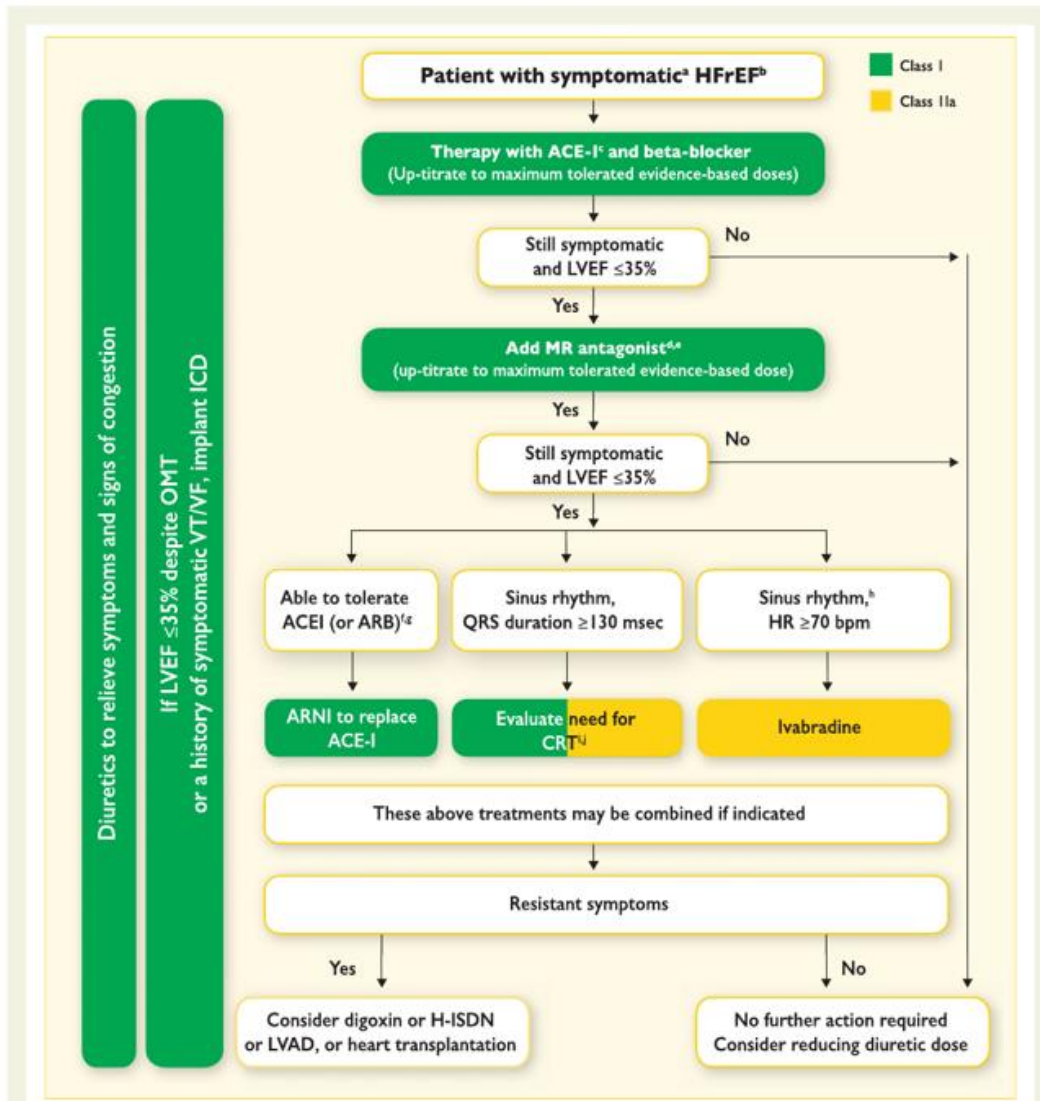 Patient with symptomaticᵃ HFrEFᵇ
Class I
Class IIa
Therapy with ACE-Iᶜ and beta-blocker
(Up-titrate to maximum tolerated evidence-based doses)
Still symptomatic
and LVEF ≤35%
No
Yes
Add MR antagonistᵈ,ᵉ
(up-titrate to maximum tolerated evidence-based dose)
Yes
Still symptomatic
and LVEF ≤35%
No
Yes
Able to tolerate
ACEI (or ARB)ᶠ,ᵍ
Sinus rhythm,
QRS duration ≥130 msec
Sinus rhythm,ʰ
HR ≥70 bpm
ARNI to replace
ACE-I
Evaluate need for
CRTⁱ,ʲ
Ivabradine
These above treatments may be combined if indicated
Resistant symptoms
Yes
No
Consider digoxin or H-ISDN
or LVAD, or heart transplantation
No further action required
Consider reducing diuretic dose
Diuretics to relieve symptoms and signs of congestion
If LVEF ≤35% despite OMT
or a history of symptomatic VT/VF, implant ICD